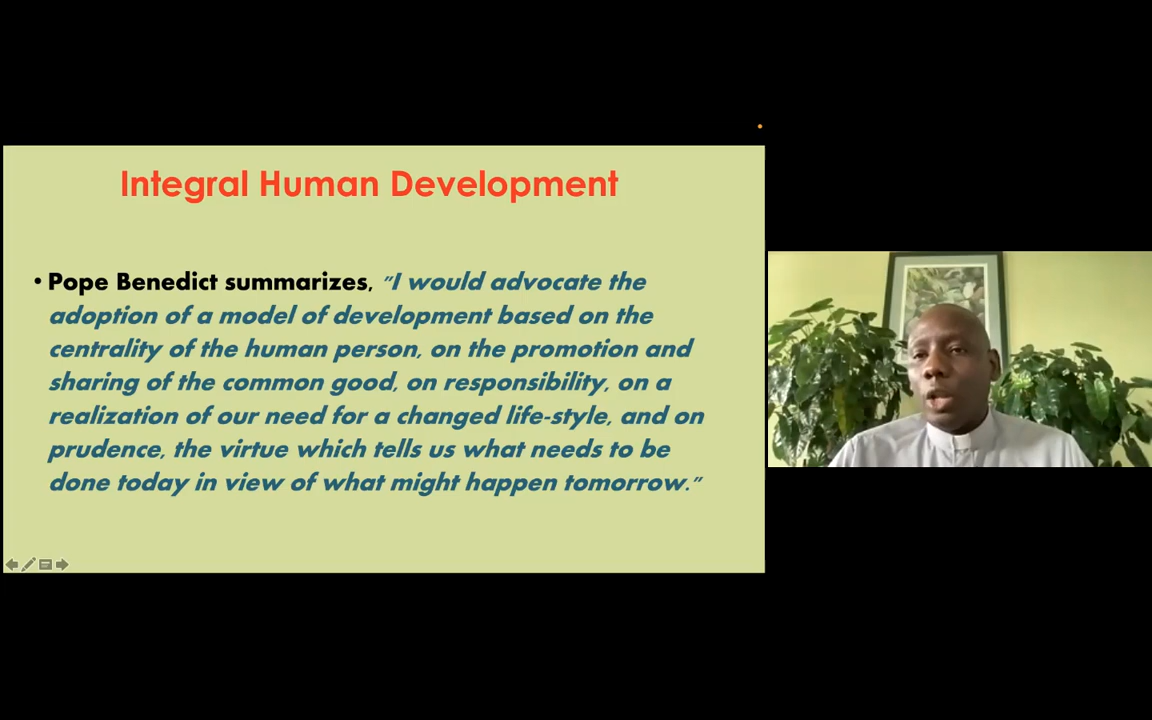 Integral Human Development
• Pope Benedict summarizes, "I would advocate the
adoption of a model of development based on the
centrality of the human person, on the promotion and
sharing of the common good, on responsibility, on a
realization of our need for a changed life-style, and on
prudence, the virtue which tells us what needs to be
done today in view of what might happen tomorrow."